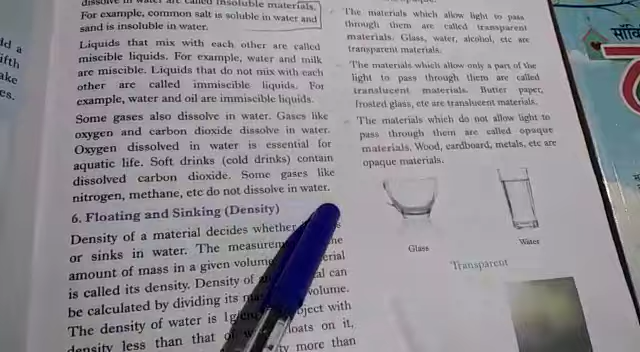 dissolve in water are called insoluble materials.
For example, common salt is soluble in water and
sand is insoluble in water.
Liquids that mix with each other are called
miscible liquids. For example, water and milk
are miscible. Liquids that do not mix with each
other are called immiscible liquids. For
example, water and oil are immiscible liquids.
Some gases also dissolve in water. Gases like
oxygen and carbon dioxide dissolve in water.
Oxygen dissolved in water is essential for
aquatic life. Soft drinks (cold drinks) contain
dissolved carbon dioxide. Some gases like
nitrogen, methane, etc do not dissolve in water.
6. Floating and Sinking (Density)
Density of a material decides whether
or sinks in water. The
amount of mass in a given
is called its density. Density of
be calculated by dividing its volume.
The density of water is with
density less than that of floats on it,
more than
The materials which allow light to pass
through them are called transparent
materials. Glass, water, alcohol, etc are
transparent materials.
The materials which allow only a part of the
light to pass through them are called
translucent materials. Butter paper,
frosted glass, etc are translucent materials.
The materials which do not allow light to
pass through them are called opaque
materials. Wood, cardboard, metals, etc are
opaque materials.
Glass
Water
Transparent